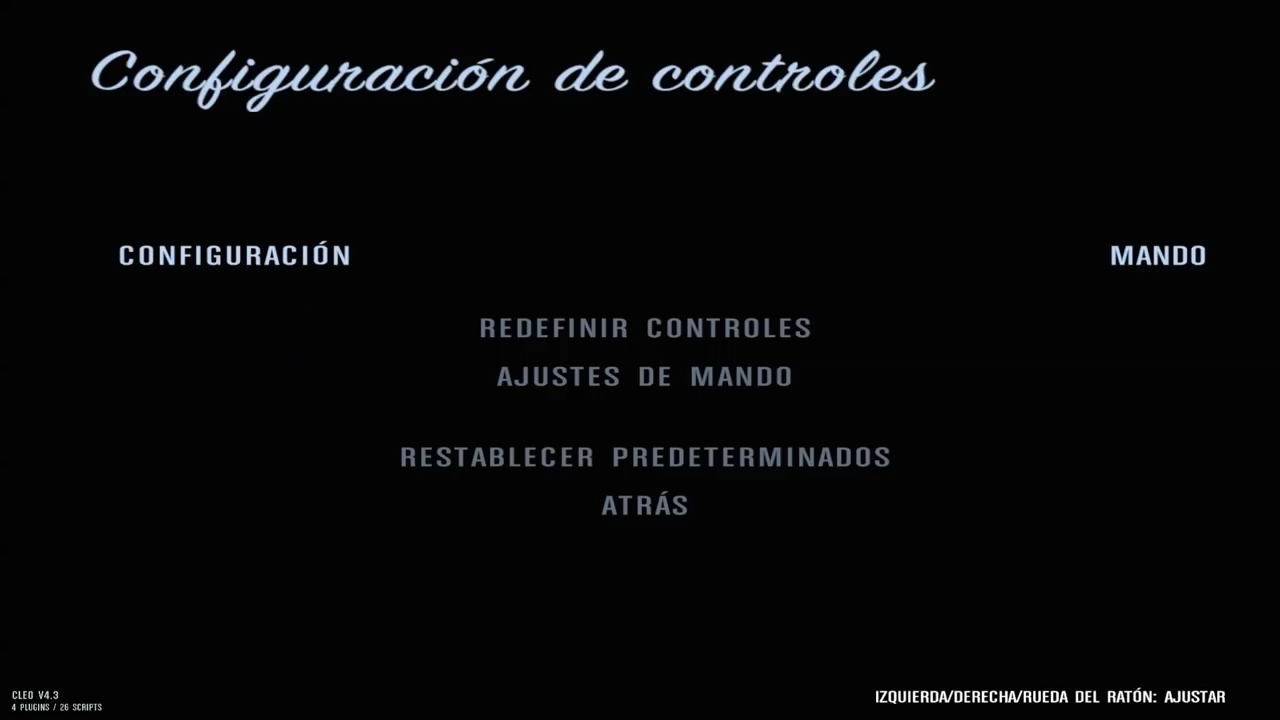 Configuración de controles
CONFIGURACIÓN MANDO
REDEFINIR CONTROLES
AJUSTES DE MANDO
RESTABLECER PREDETERMINADOS
ATRÁS
CLEO V4.3
4 PLUGINS / 26 SCRIPTS
IZQUIERDA/DERECHA/RUEDA DEL RATÓN: AJUSTAR